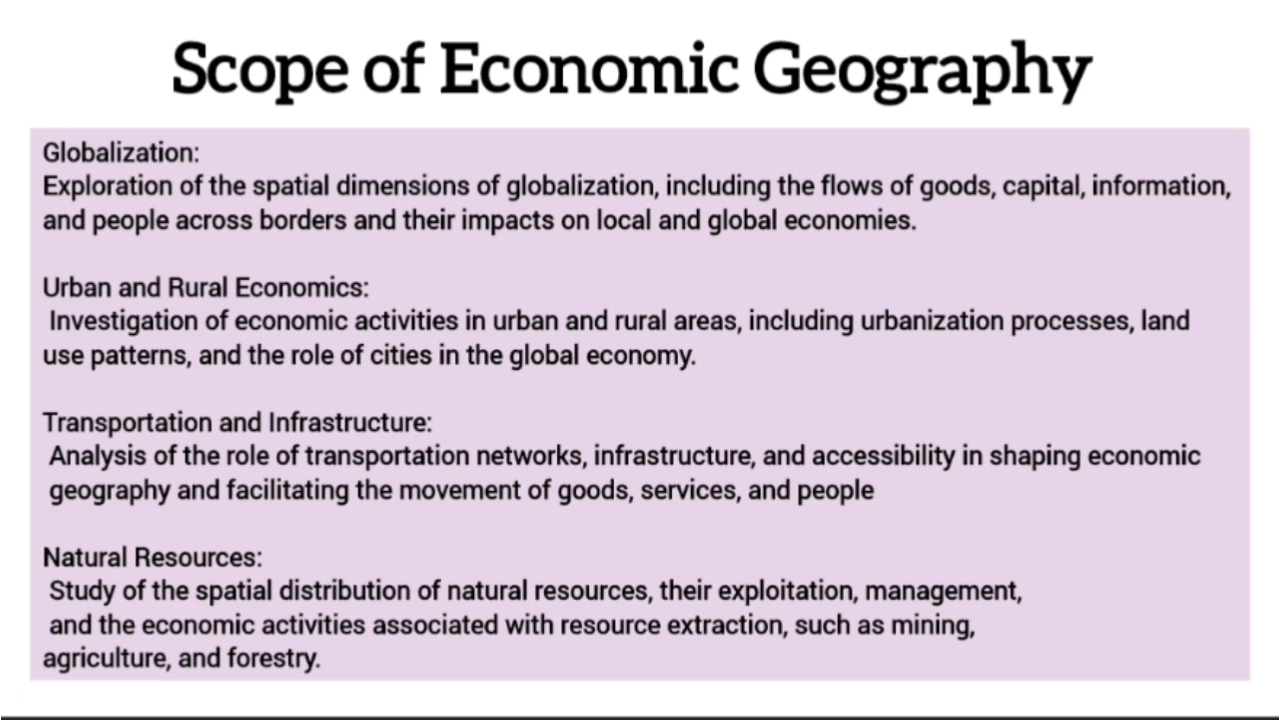 Scope of Economic Geography
Globalization:
Exploration of the spatial dimensions of globalization, including the flows of goods, capital, information,
and people across borders and their impacts on local and global economies.
Urban and Rural Economics:
Investigation of economic activities in urban and rural areas, including urbanization processes, land
use patterns, and the role of cities in the global economy.
Transportation and Infrastructure:
Analysis of the role of transportation networks, infrastructure, and accessibility in shaping economic
geography and facilitating the movement of goods, services, and people
Natural Resources:
Study of the spatial distribution of natural resources, their exploitation, management,
and the economic activities associated with resource extraction, such as mining,
agriculture, and forestry.